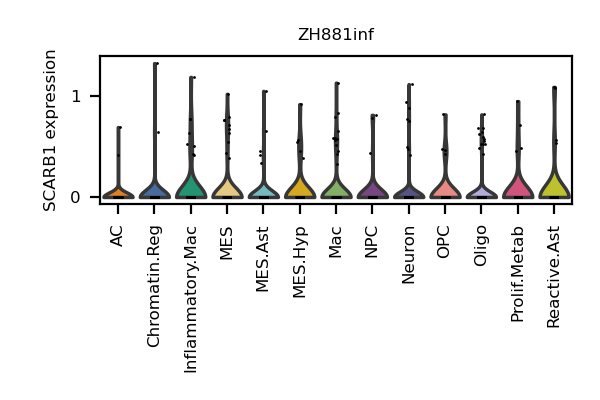 ZH881inf
SCARB1 expression
1
0
AC
Chromatin.Reg
Inflammatory.Mac
MES
MES.Ast
MES.Hyp
Mac
NPC
Neuron
OPC
Oligo
Prolif.Metab
Reactive.Ast